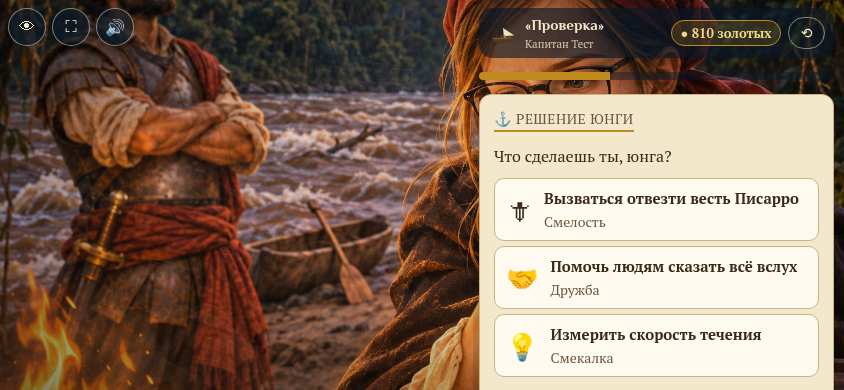 «Проверка»
Капитан Тест
● 810 золотых
⚓ РЕШЕНИЕ ЮНГИ
Что сделаешь ты, юнга?
Вызваться отвезти весть Писарро
Смелость
Помочь людям сказать всё вслух
Дружба
Измерить скорость течения
Смекалка